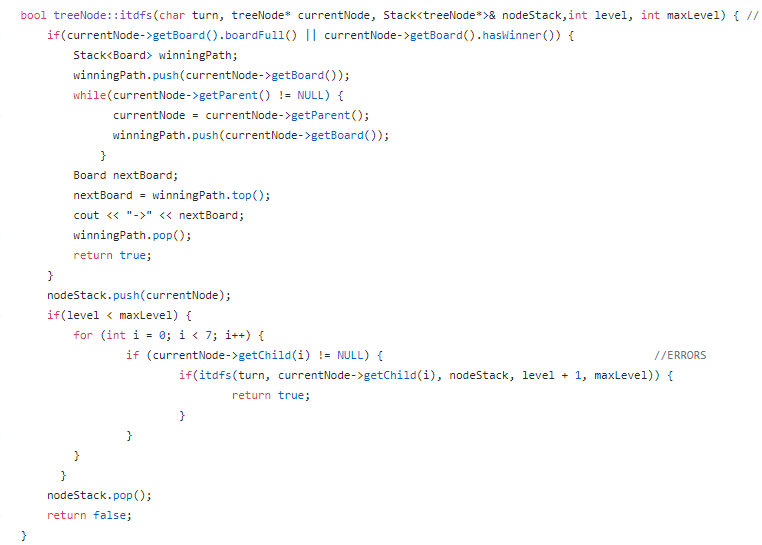 bool treeNode::itdfs(char turn, treeNode* currentNode, Stack<treeNode*>& nodeStack,int level, int maxLevel) { //
if(currentNode->getBoard().boardFull() || currentNode->getBoard().hasWinner()) {
Stack<Board> winningPath;
winningPath.push(currentNode->getBoard());
while(currentNode->getParent() != NULL) {
currentNode = currentNode->getParent();
winningPath.push(currentNode->getBoard());
}
Board nextBoard;
nextBoard = winningPath.top();
cout << "->" << nextBoard;
winningPath.pop();
return true;
}
nodeStack.push(currentNode);
if(level < maxLevel) {
for (int i = 0; i < 7; i++) {
if (currentNode->getChild(i) != NULL) { //ERRORS
if(itdfs(turn, currentNode->getChild(i), nodeStack, level + 1, maxLevel)) {
return true;
}
}
}
}
nodeStack.pop();
return false;
}